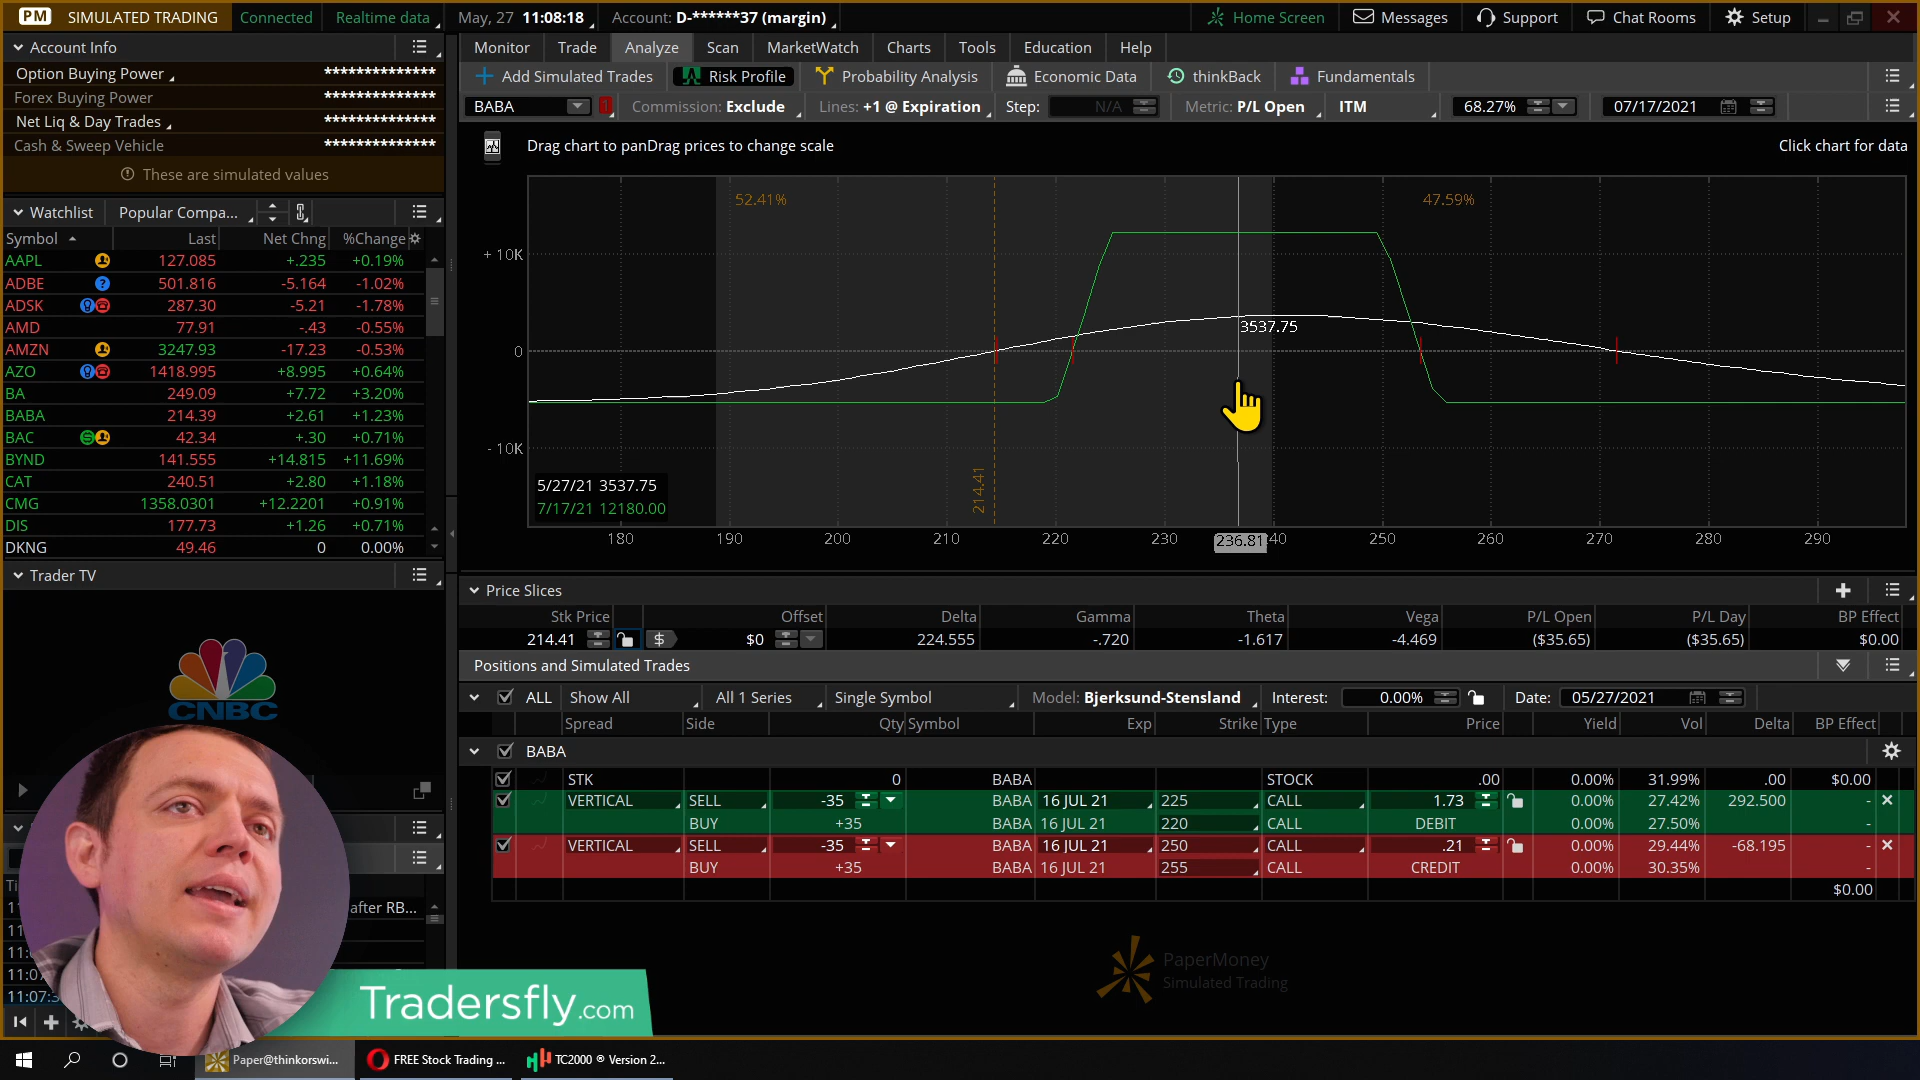 PM SIMULATED TRADING Connected Realtime data May, 27 11:08:18 Account: D-******37 (margin) Home Screen Messages Support Chat Rooms Setup
Account Info
Option Buying Power **************
Forex Buying Power **************
Net Liq & Day Trades **************
Cash & Sweep Vehicle **************
These are simulated values
Watchlist Popular Compa...
Symbol Last Net Chng %Change
AAPL 127.085 +.235 +0.19%
ADBE 501.816 -5.164 -1.02%
ADSK 287.30 -5.21 -1.78%
AMD 77.91 -.43 -0.55%
AMZN 3247.93 -17.23 -0.53%
AZO 1418.995 +8.995 +0.64%
BA 249.09 +7.72 +3.20%
BABA 214.39 +2.61 +1.23%
BAC 42.34 +.30 +0.71%
BYND 141.555 +14.815 +11.69%
CAT 240.51 +2.80 +1.18%
CMG 1358.0301 +12.2201 +0.91%
DIS 177.73 +1.26 +0.71%
DKNG 49.46 0 0.00%
Trader TV
CNBC
after RB...
11:07:3
Tradersfly.com
Monitor Trade Analyze Scan MarketWatch Charts Tools Education Help
Add Simulated Trades Risk Profile Probability Analysis Economic Data thinkBack Fundamentals
BABA 1 Commission: Exclude Lines: +1 @ Expiration Step: N/A Metric: P/L Open ITM 68.27% 07/17/2021
Drag chart to panDrag prices to change scale Click chart for data
52.41% 47.59%
+ 10K
3537.75
0
- 10K
214.41
5/27/21 3537.75
7/17/21 12180.00
180 190 200 210 220 230 236.81 40 250 260 270 280 290
Price Slices
Stk Price Offset Delta Gamma Theta Vega P/L Open P/L Day BP Effect
214.41 $ $0 224.555 -.720 -1.617 -4.469 ($35.65) ($35.65) $0.00
Positions and Simulated Trades
ALL Show All All 1 Series Single Symbol Model: Bjerksund-Stensland Interest: 0.00% Date: 05/27/2021
Spread Side Qty Symbol Exp Strike Type Price Yield Vol Delta BP Effect
BABA
STK 0 BABA STOCK .00 0.00% 31.99% .00 $0.00
VERTICAL SELL -35 BABA 16 JUL 21 225 CALL 1.73 0.00% 27.42% 292.500 -
BUY +35 BABA 16 JUL 21 220 CALL DEBIT 0.00% 27.50% -
VERTICAL SELL -35 BABA 16 JUL 21 250 CALL .21 0.00% 29.44% -68.195 -
BUY +35 BABA 16 JUL 21 255 CALL CREDIT 0.00% 30.35% -
$0.00
PaperMoney
Simulated Trading
Paper@thinkorswi... FREE Stock Trading ... TC2000 ® Version 2...